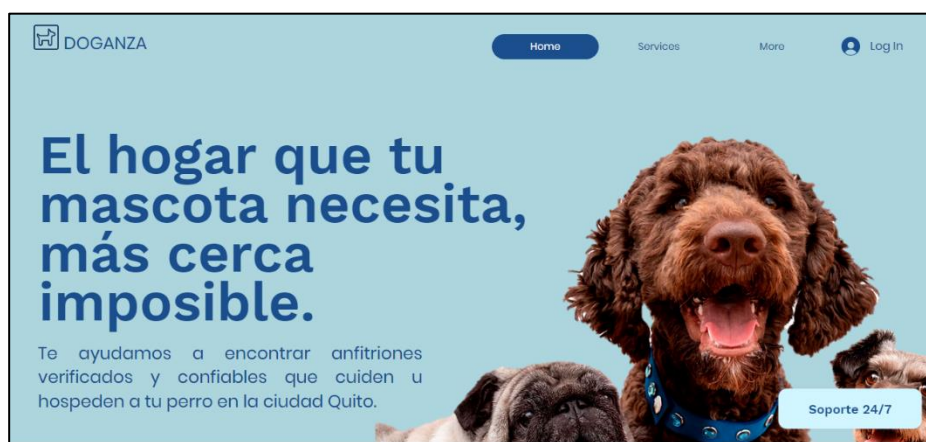 DOGANZA
Home
Services
More
Log In
El hogar que tu
mascota necesita,
más cerca
imposible.
Te ayudamos a encontrar anfitriones
verificados y confiables que cuiden u
hospeden a tu perro en la ciudad Quito.
Soporte 24/7